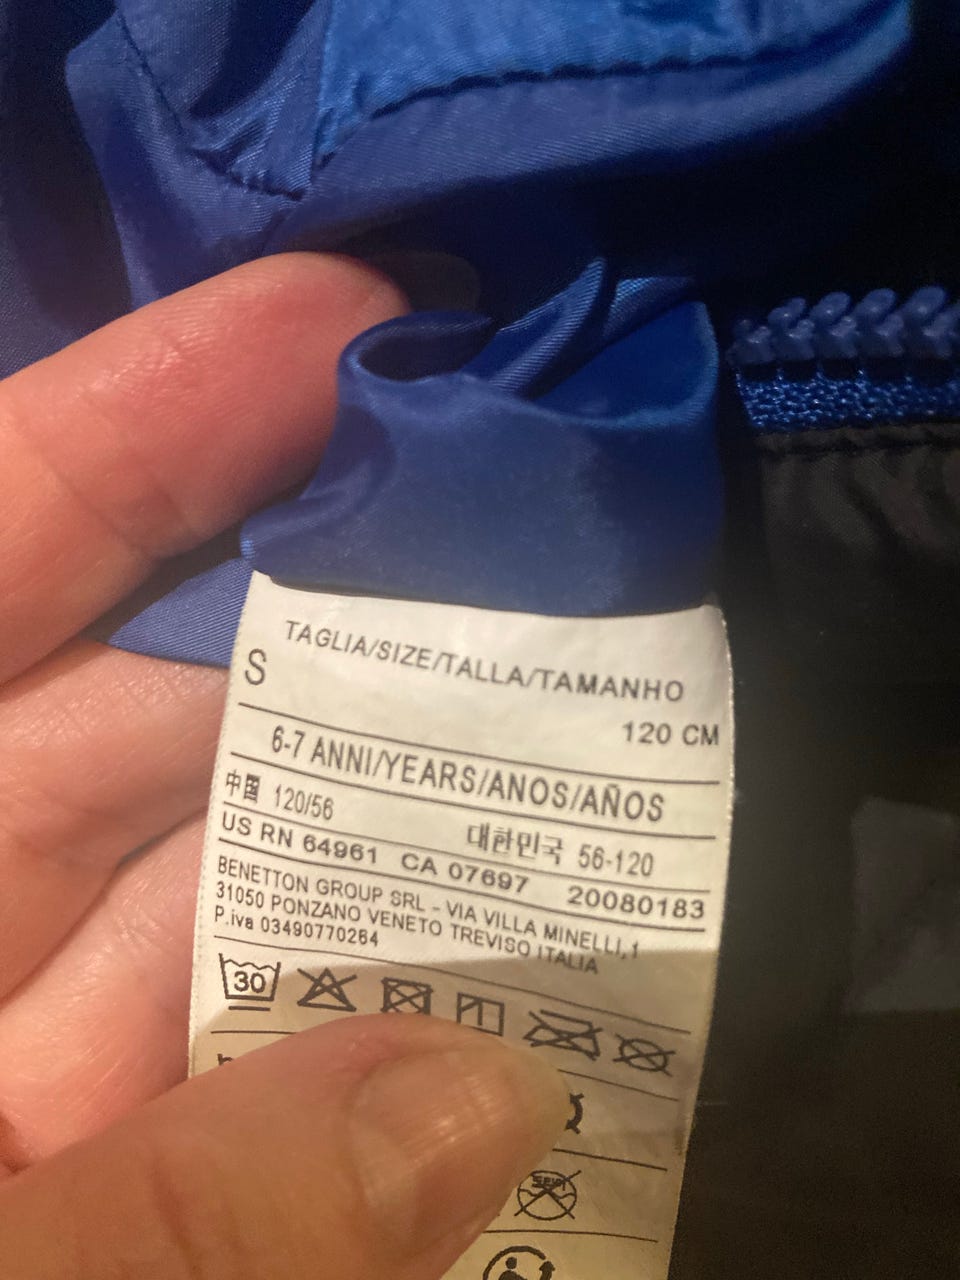 TAGLIA/SIZE/TALLA/TAMANHO
S
120 CM
6-7 ANNI/YEARS/ANOS/AÑOS
中国 120/56 대한민국 56-120
US RN 64961 CA 07697 20080183
BENETTON GROUP SRL - VIA VILLA MINELLI,1
31050 PONZANO VENETO TREVISO ITALIA
P.iva 03490770264
30